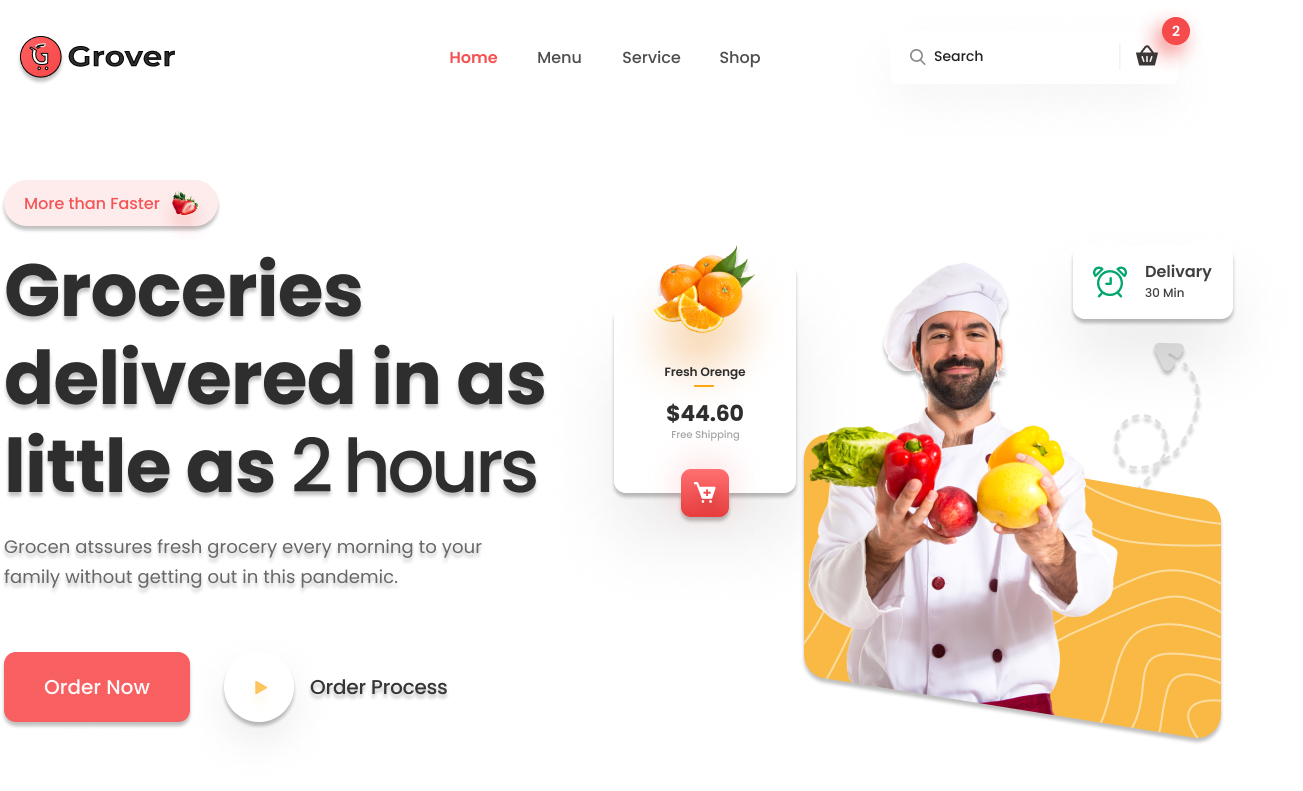 Grover
Home Menu Service Shop
Search
2
More than Faster
Groceries
delivered in as
little as 2 hours
Grocen atssures fresh grocery every morning to your
family without getting out in this pandemic.
Order Now
Order Process
Fresh Orenge
$44.60
Free Shipping
Delivary
30 Min